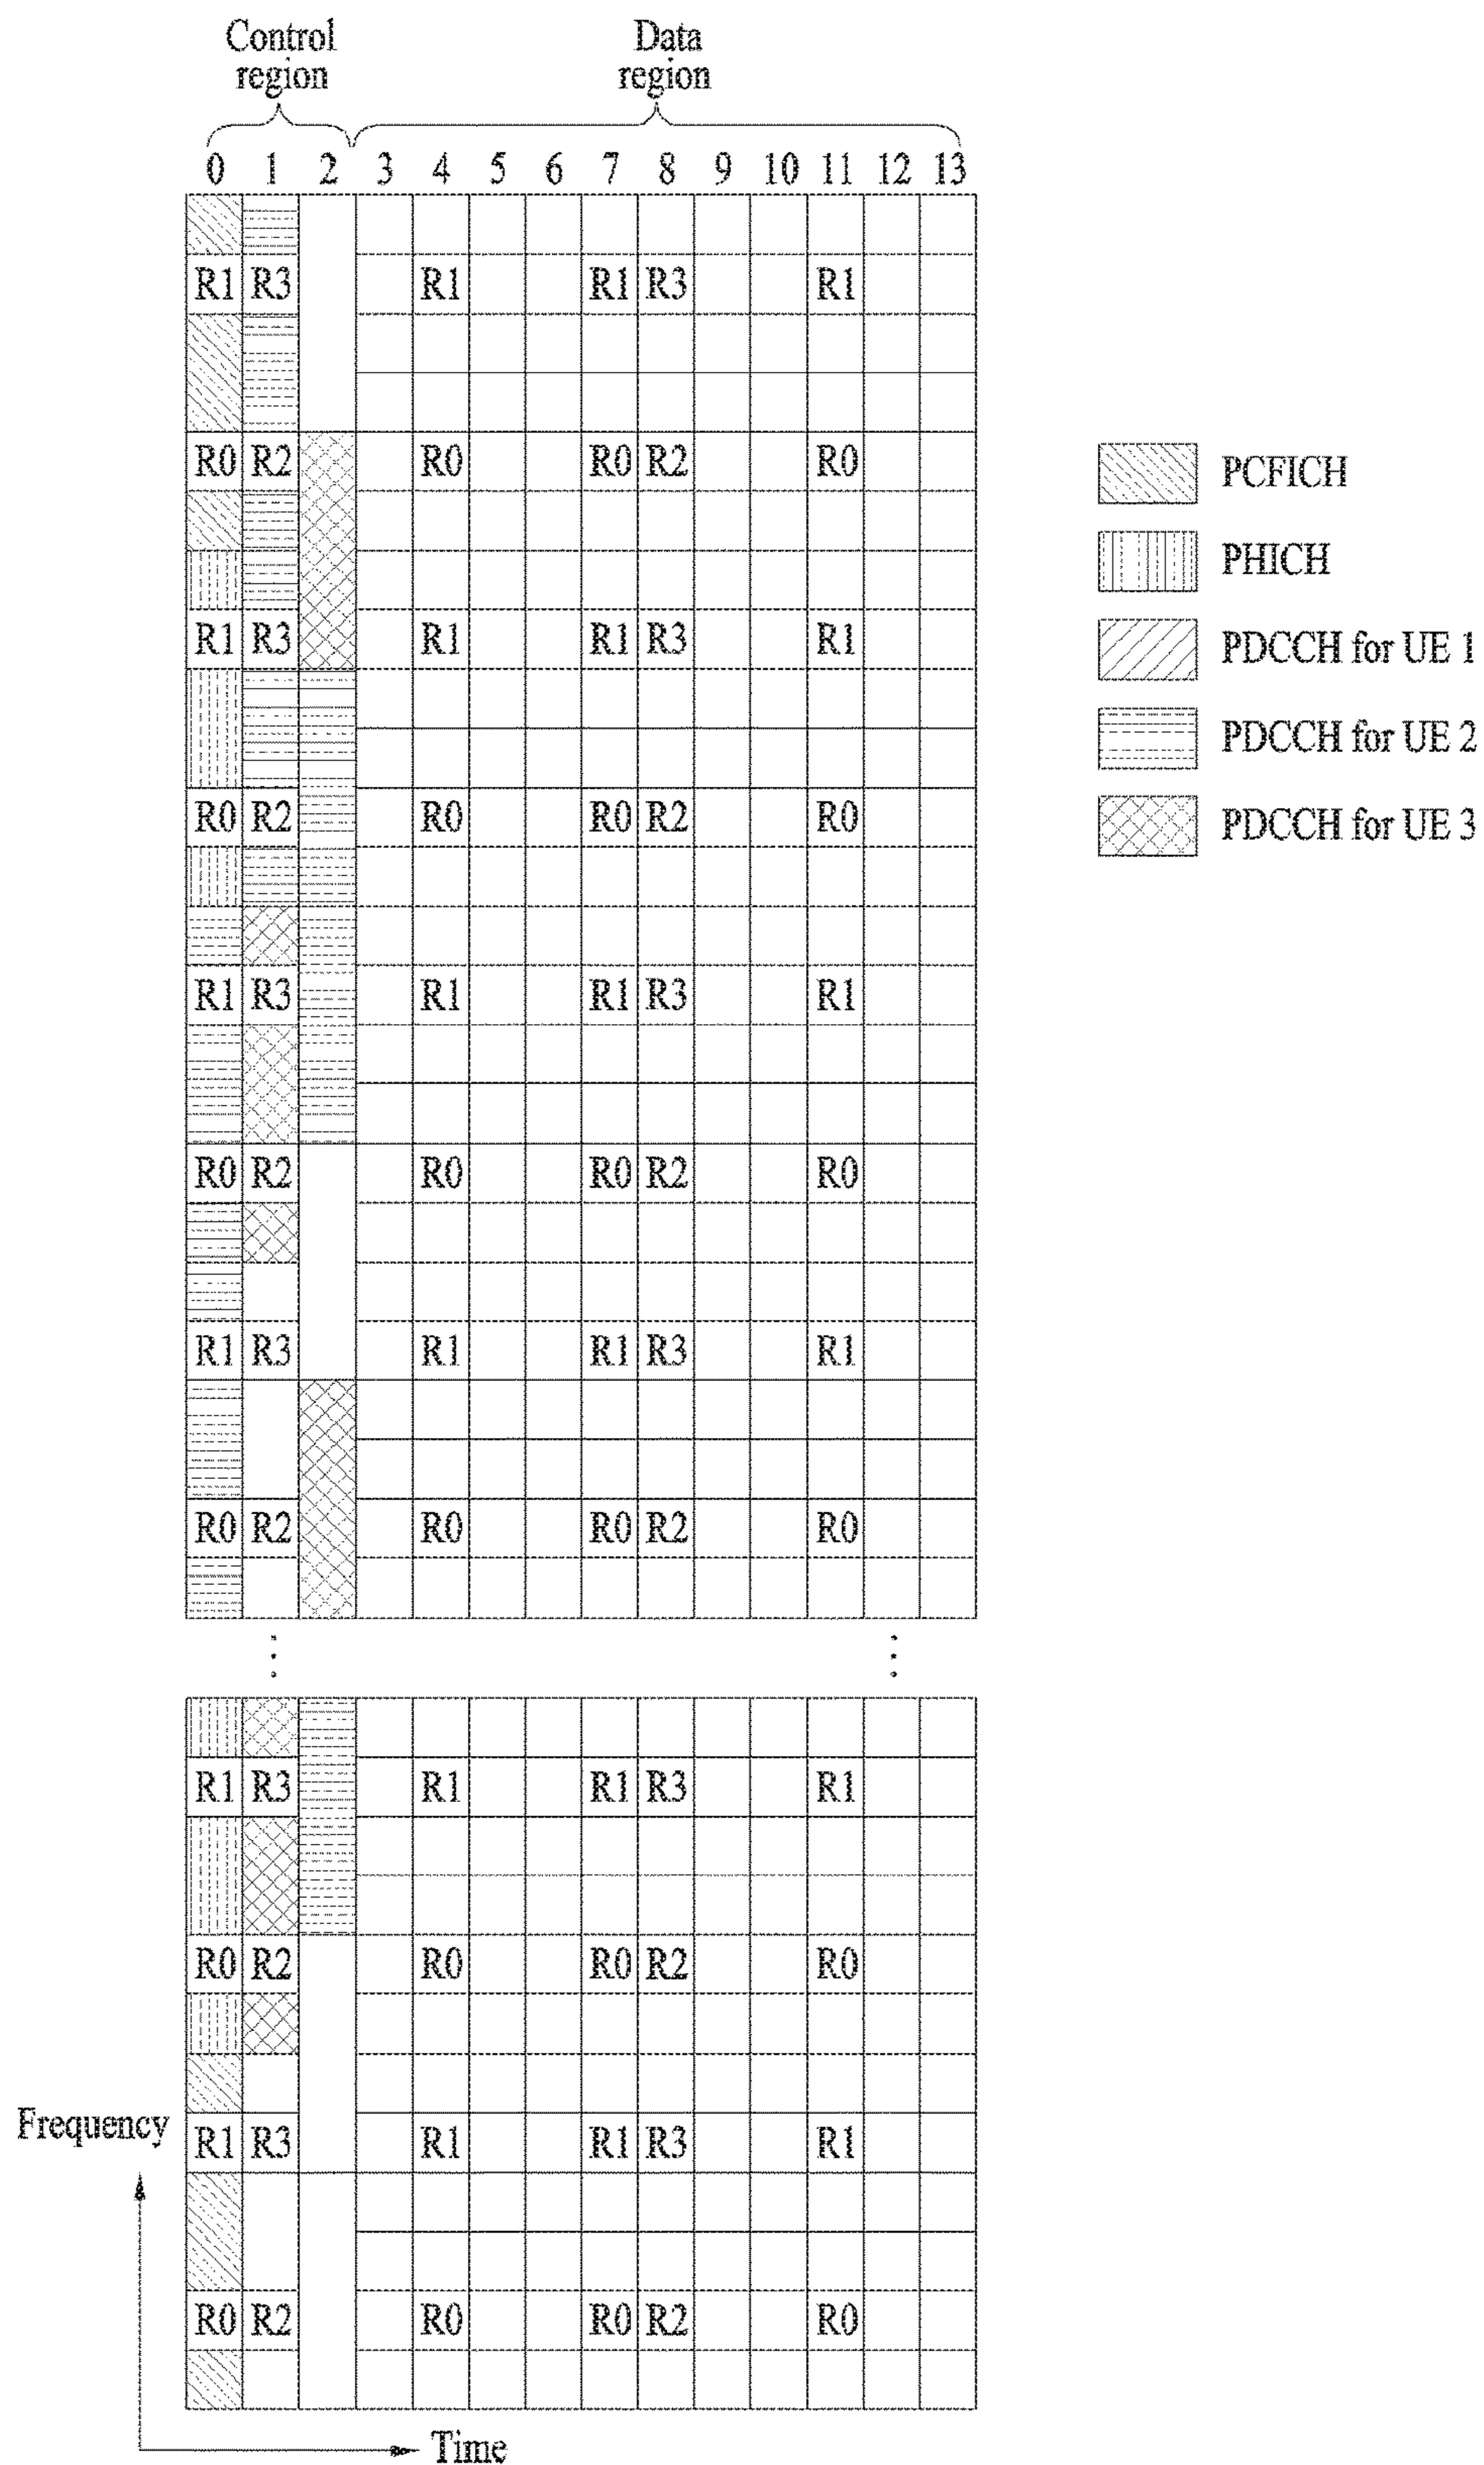 Control Data
region region
0 1 2 3 4 5 6 7 8 9 10 11 12 13
R1 R3 R1 R1 R3 R1
R0 R2 R0 R0 R2 R0
PCFICH
PHICH
R1 R3 R1 R1 R3 R1
PDCCH for UE 1
PDCCH for UE 2
R0 R2 R0 R0 R2 R0
PDCCH for UE 3
R1 R3 R1 R1 R3 R1
R0 R2 R0 R0 R2 R0
R1 R3 R1 R1 R3 R1
R0 R2 R0 R0 R2 R0
R1 R3 R1 R1 R3 R1
R0 R2 R0 R0 R2 R0
Frequency
R1 R3 R1 R1 R3 R1
R0 R2 R0 R0 R2 R0
Time